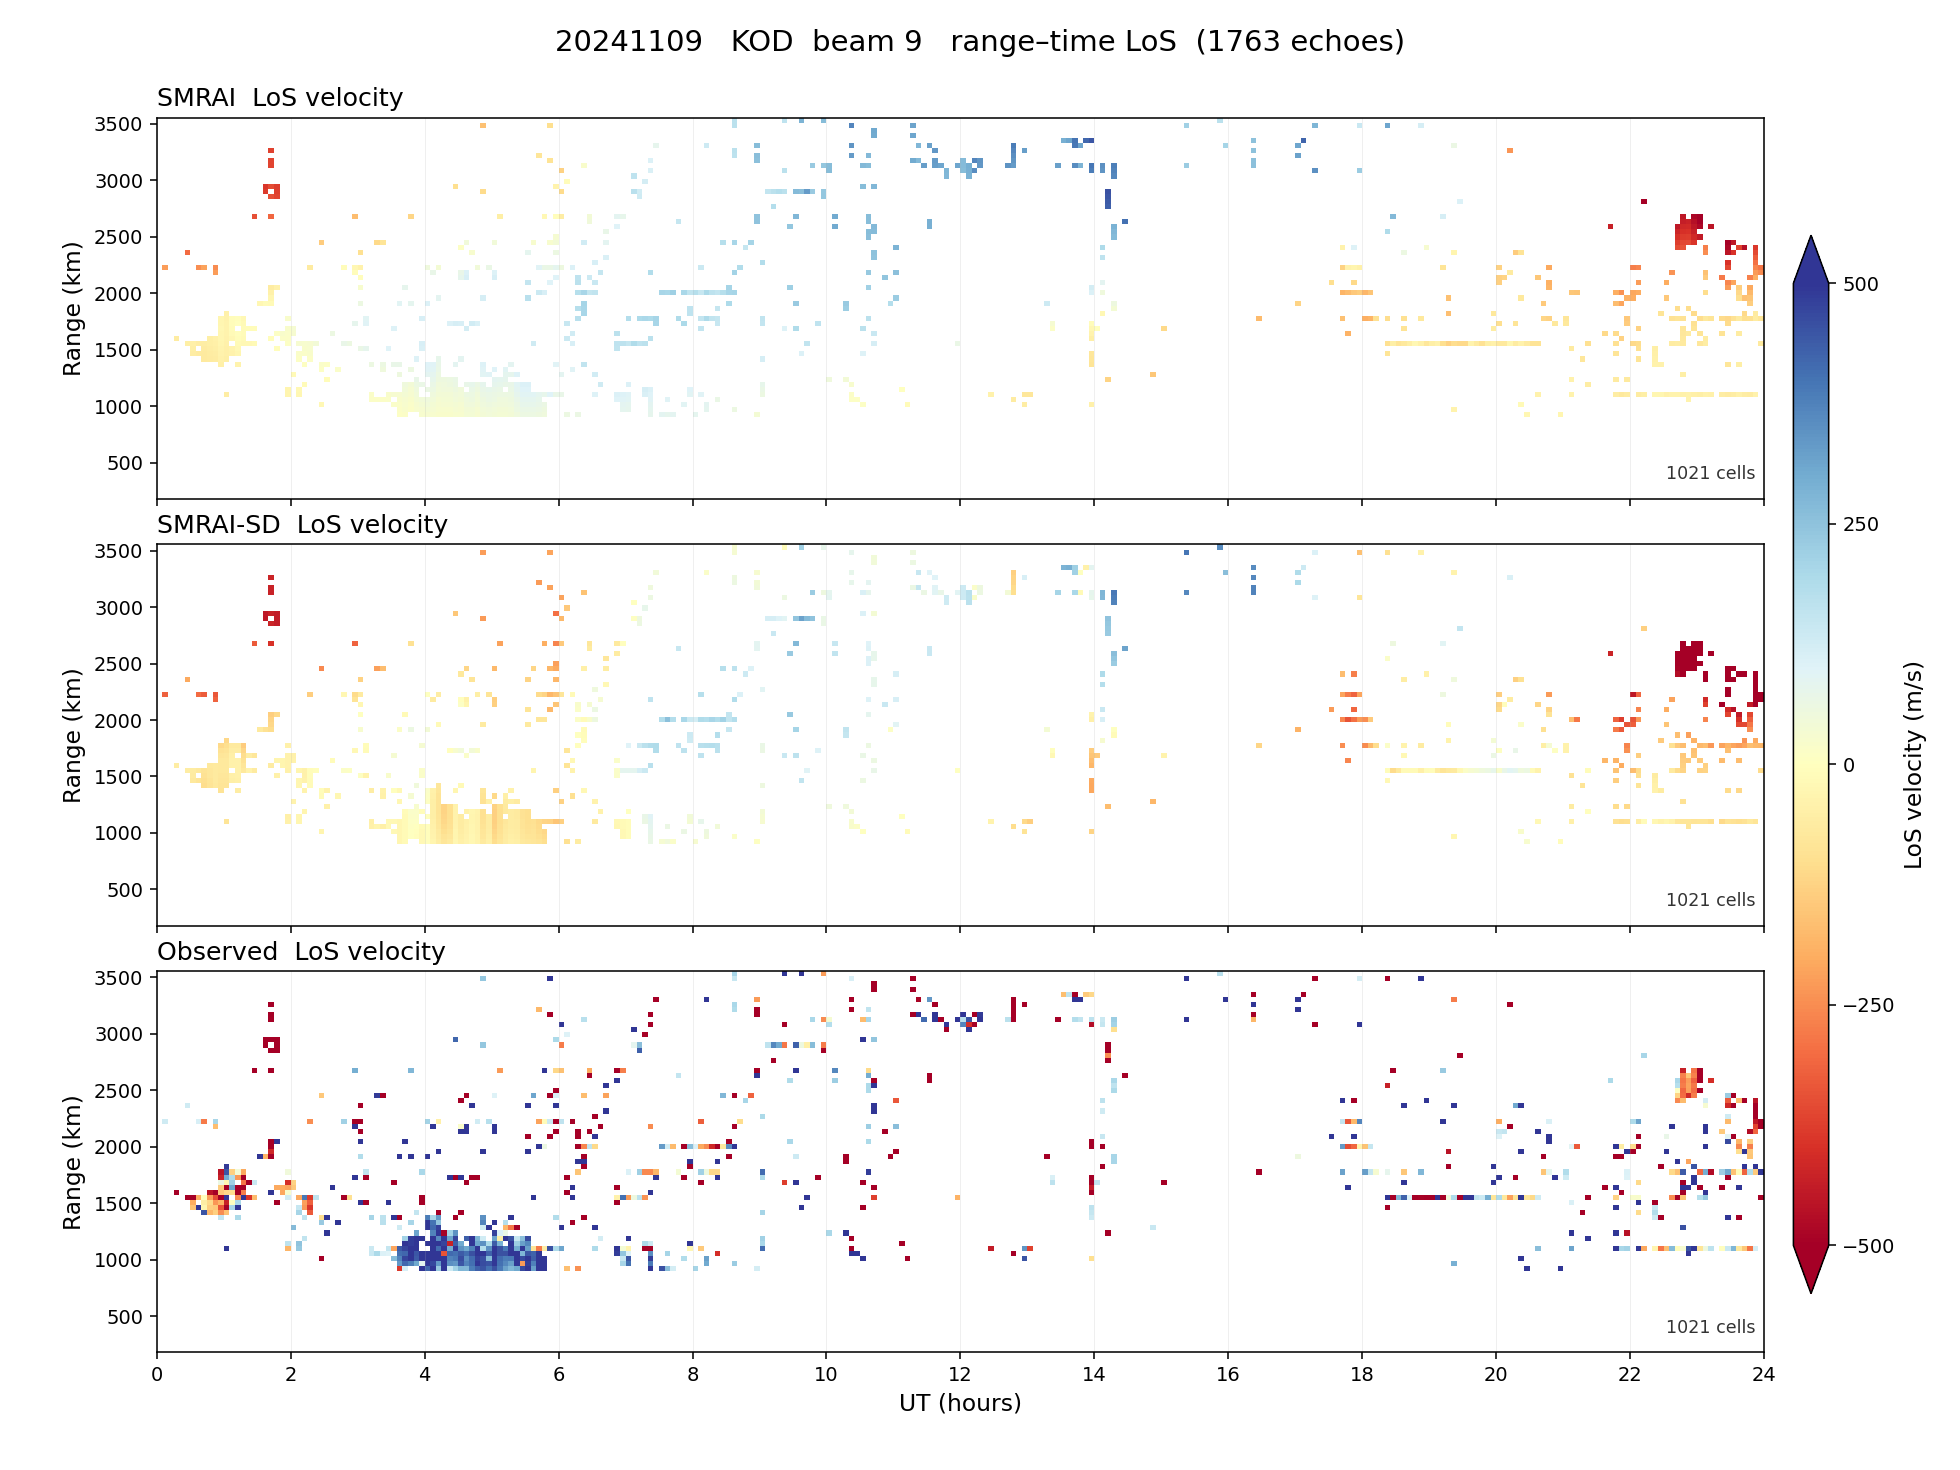 20241109   KOD  beam 9   range–time LoS  (1763 echoes)
SMRAI  LoS velocity
3500
3000
2500
2000
1500
1000
500
Range (km)
1021 cells
SMRAI-SD  LoS velocity
3500
3000
2500
2000
1500
1000
500
Range (km)
1021 cells
Observed  LoS velocity
3500
3000
2500
2000
1500
1000
500
Range (km)
1021 cells
0 2 4 6 8 10 12 14 16 18 20 22 24
UT (hours)
500
250
0
−250
−500
LoS velocity (m/s)